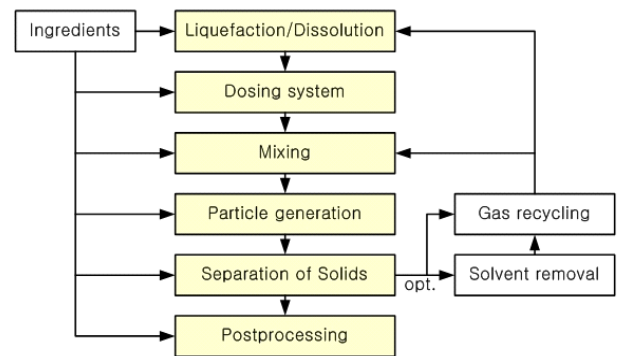 Ingredients
Liquefaction/Dissolution
Dosing system
Mixing
Particle generation
Gas recycling
Separation of Solids
opt.
Solvent removal
Postprocessing